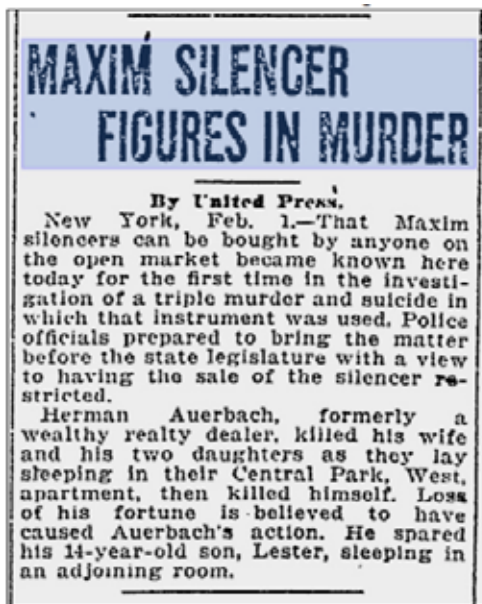 MAXIM SILENCER
FIGURES IN MURDER
By United Press.
New York, Feb. 1.—That Maxim
silencers can be bought by anyone on
the open market became known here
today for the first time in the investi-
gation of a triple murder and suicide in
which that instrument was used. Police
officials prepared to bring the matter
before the state legislature with a view
to having the sale of the silencer re-
stricted.
Herman Auerbach, formerly a
wealthy realty dealer, killed his wife
and his two daughters as they lay
sleeping in their Central Park, West,
apartment, then killed himself. Loss
of his fortune is believed to have
caused Auerbach's action. He spared
his 14-year-old son, Lester, sleeping in
an adjoining room.